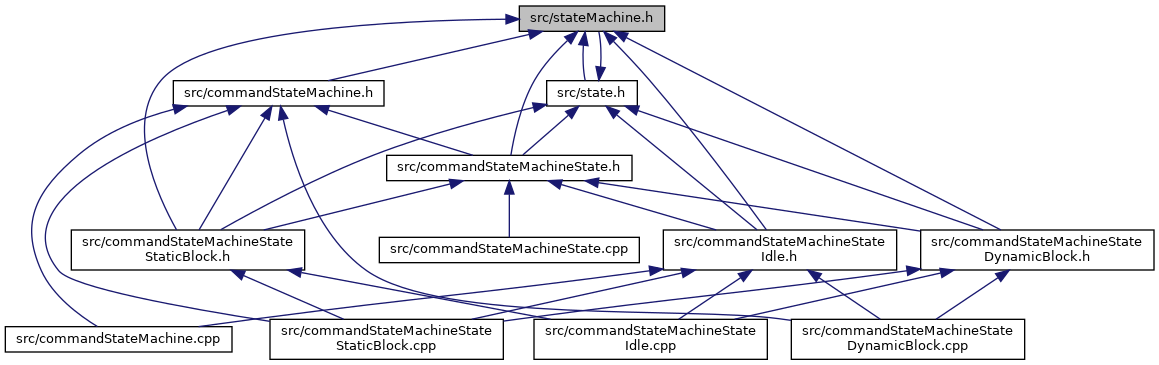 src/stateMachine.h
src/commandStateMachine.h
src/state.h
src/commandStateMachineState.h
src/commandStateMachineState
StaticBlock.h
src/commandStateMachineState.cpp
src/commandStateMachineState
Idle.h
src/commandStateMachineState
DynamicBlock.h
src/commandStateMachine.cpp
src/commandStateMachineState
StaticBlock.cpp
src/commandStateMachineState
Idle.cpp
src/commandStateMachineState
DynamicBlock.cpp